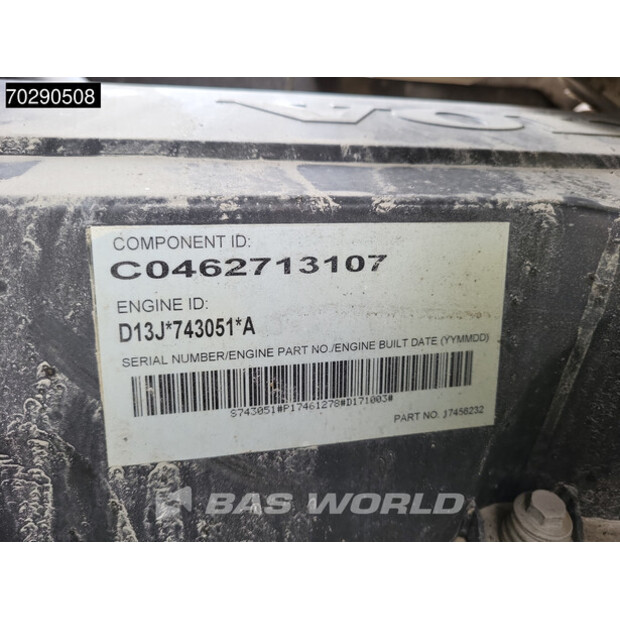 70290508
COMPONENT ID:
C0462713107
ENGINE ID:
D13J*743051*A
SERIAL NUMBER/ENGINE PART NO./ENGINE BUILT DATE (YYMMDD)
S743051#P17461278#D171003#
PART NO. 17456232
BAS WORLD